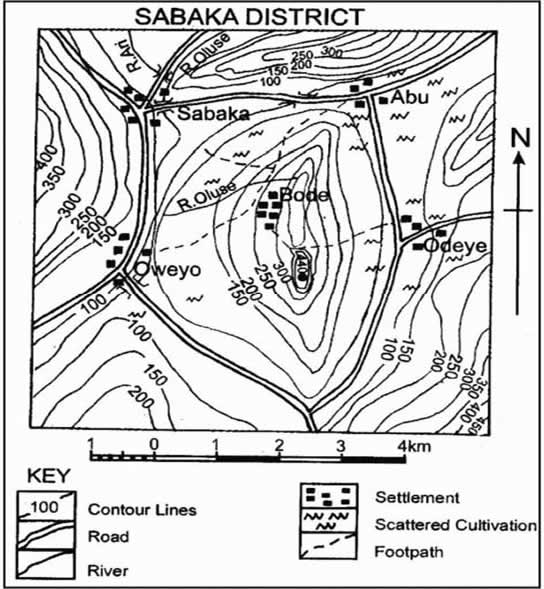 SABAKA DISTRICT
R.An
R.Oluse
300
250
200
150
100
Abu
Sabaka
N
400
350
300
250
200
150
R.Oluse
Bode
Odeye
Oweyo
300
250
200
150
100
100
150
200
100
150
200
250
300
350
400
450
1 0 1 2 3 4km
KEY
100 Contour Lines
Road
River
Settlement
Scattered Cultivation
Footpath